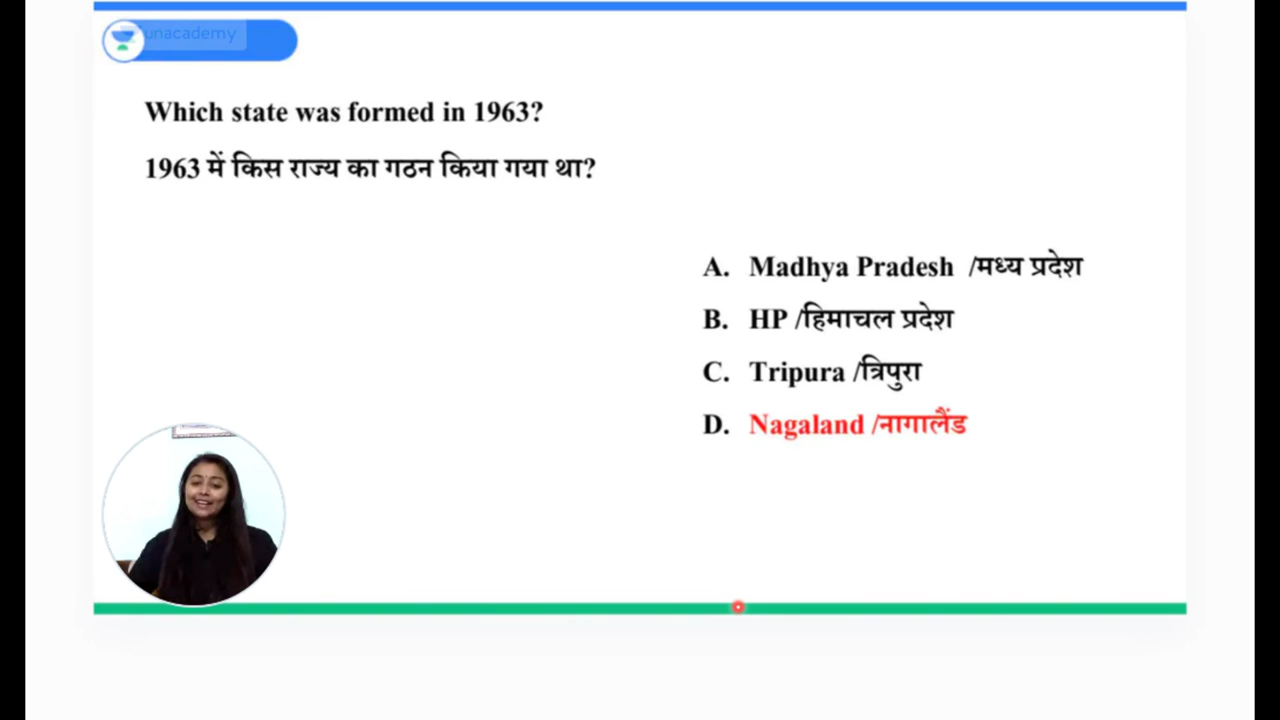 unacademy
Which state was formed in 1963?
1963 में किस राज्य का गठन किया गया था?
A. Madhya Pradesh /मध्य प्रदेश
B. HP /हिमाचल प्रदेश
C. Tripura /त्रिपुरा
D. Nagaland /नागालैंड